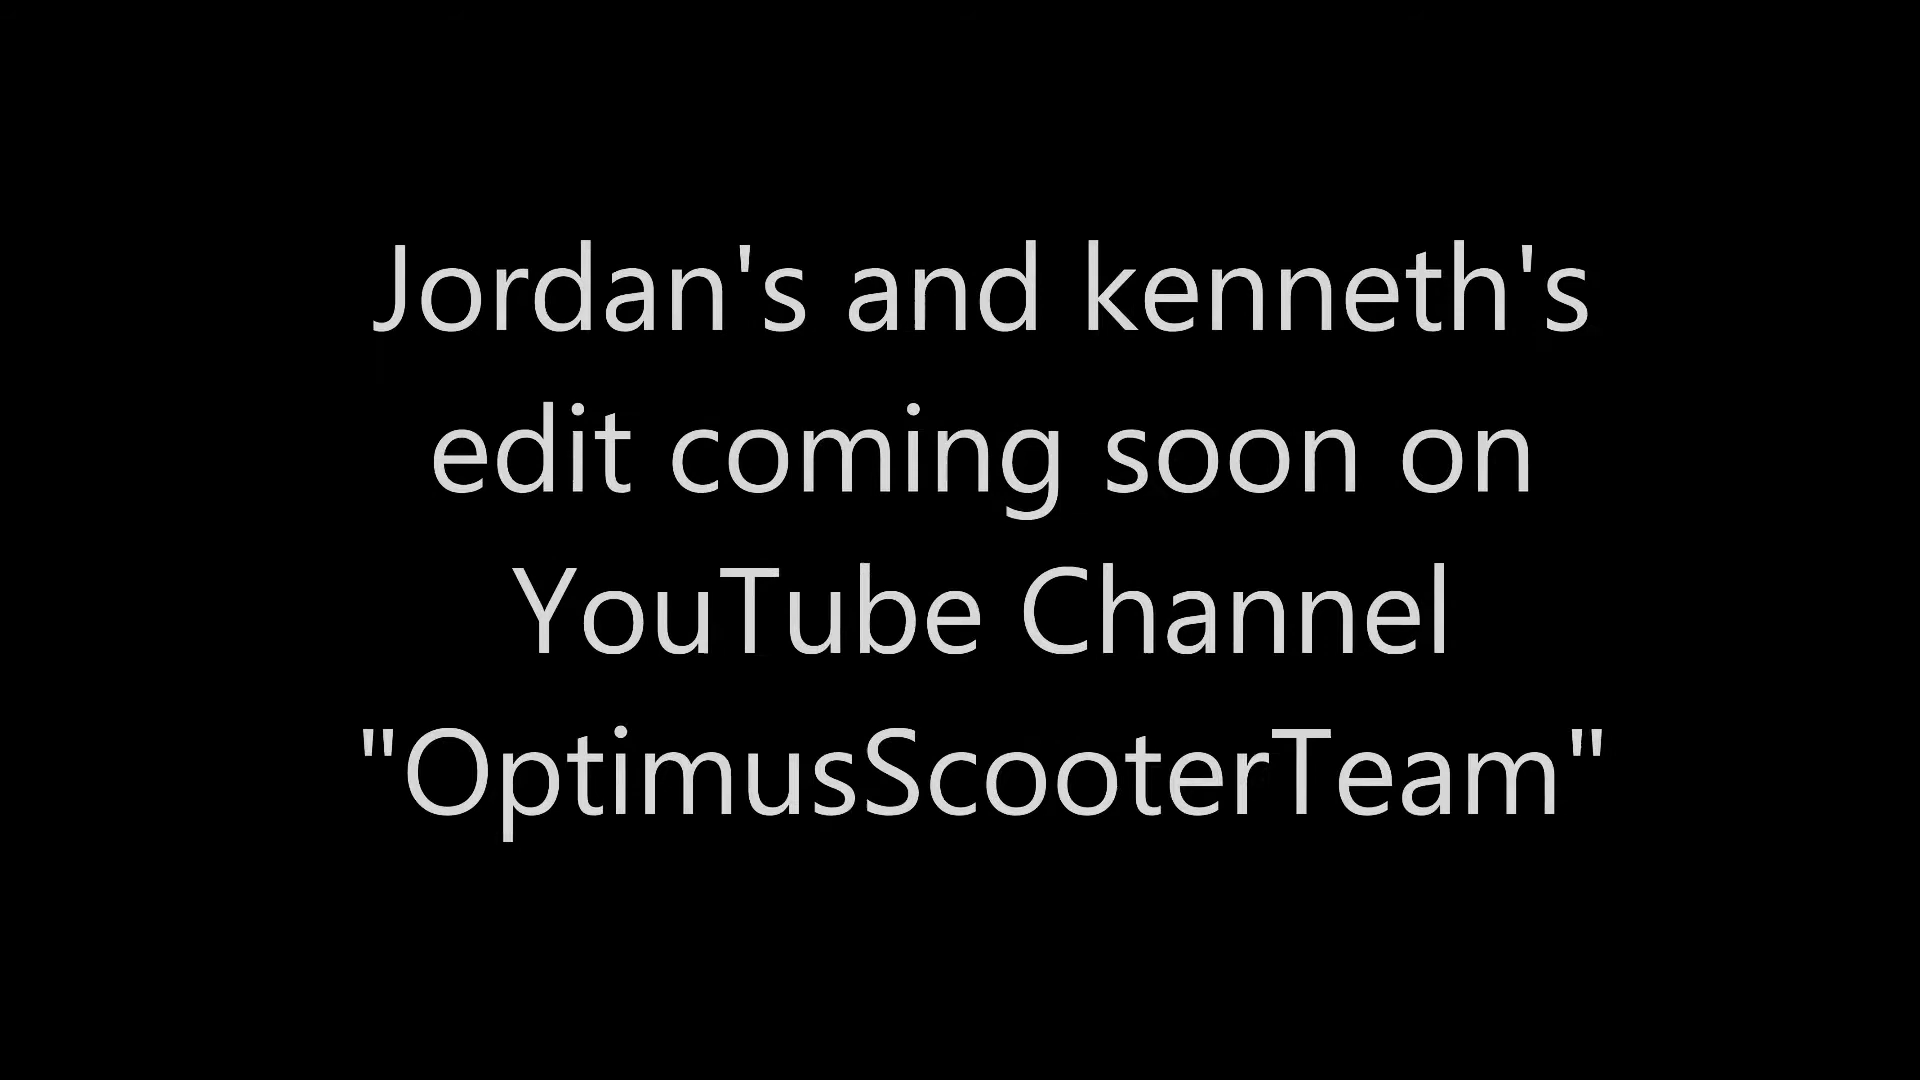 Jordan's and kenneth's
edit coming soon on
YouTube Channel
"OptimusScooterTeam"